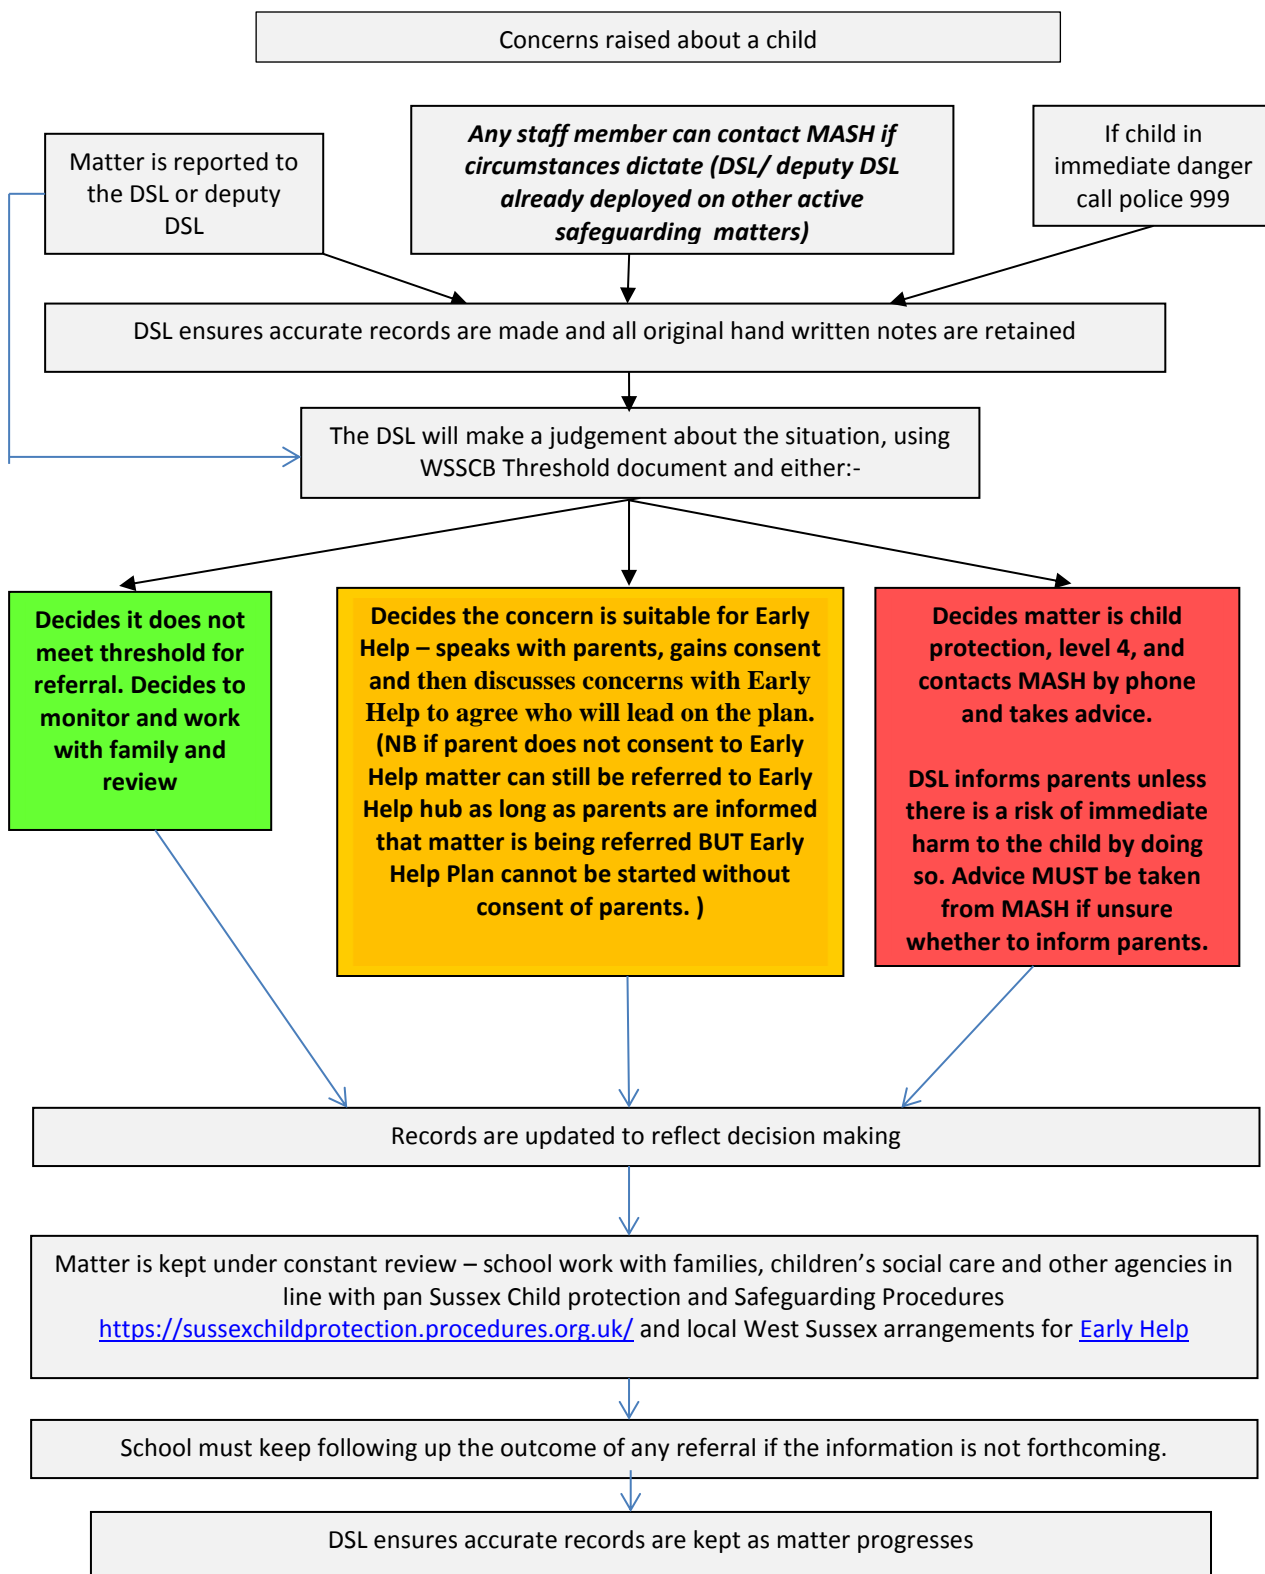 Concerns raised about a child
Matter is reported to
the DSL or deputy
DSL
Any staff member can contact MASH if
circumstances dictate (DSL/ deputy DSL
already deployed on other active
safeguarding  matters)
If child in
immediate danger
call police 999
DSL ensures accurate records are made and all original hand written notes are retained
The DSL will make a judgement about the situation, using
WSSCB Threshold document and either:-
Decides it does not
meet threshold for
referral. Decides to
monitor and work
with family and
review
Decides the concern is suitable for Early
Help – speaks with parents, gains consent
and then discusses concerns with Early
Help to agree who will lead on the plan.
(NB if parent does not consent to Early
Help matter can still be referred to Early
Help hub as long as parents are informed
that matter is being referred BUT Early
Help Plan cannot be started without
consent of parents. )
Decides matter is child
protection, level 4, and
contacts MASH by phone
and takes advice.
DSL informs parents unless
there is a risk of immediate
harm to the child by doing
so. Advice MUST be taken
from MASH if unsure
whether to inform parents.
Records are updated to reflect decision making
Matter is kept under constant review – school work with families, children’s social care and other agencies in
line with pan Sussex Child protection and Safeguarding Procedures
https://sussexchildprotection.procedures.org.uk/ and local West Sussex arrangements for Early Help
School must keep following up the outcome of any referral if the information is not forthcoming.
DSL ensures accurate records are kept as matter progresses